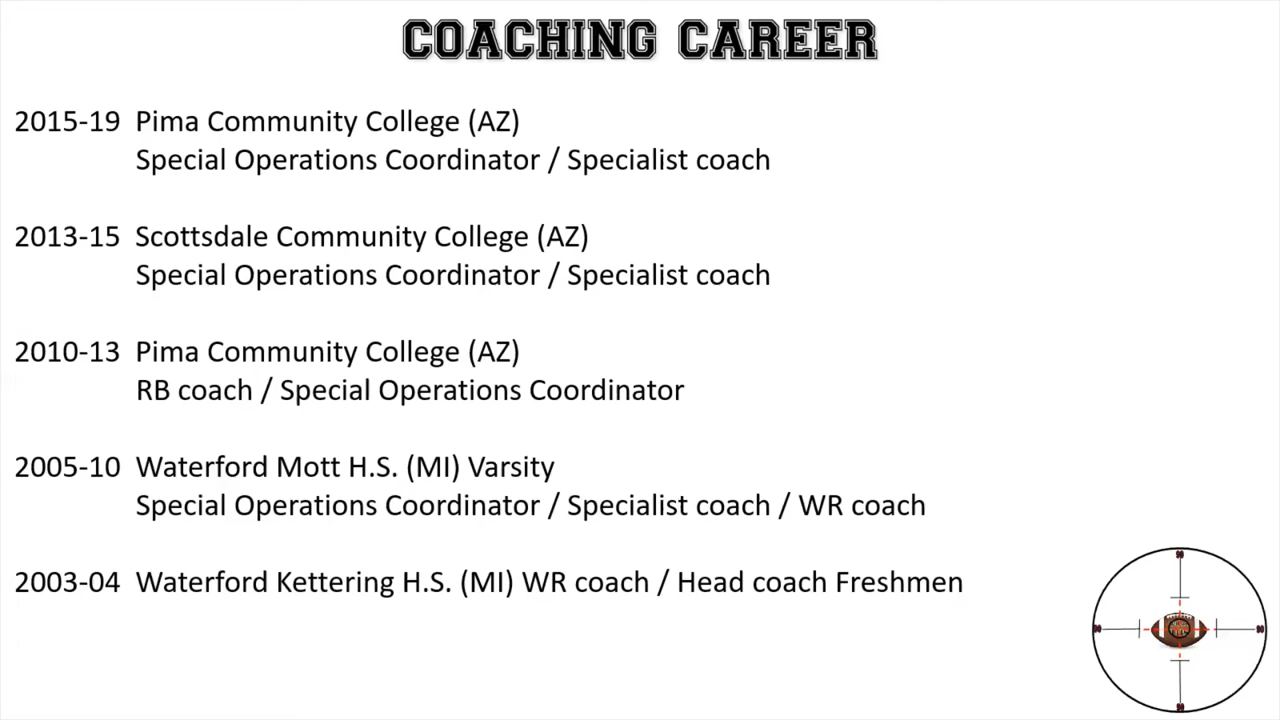 COACHING CAREER
2015-19 Pima Community College (AZ)
Special Operations Coordinator / Specialist coach
2013-15 Scottsdale Community College (AZ)
Special Operations Coordinator / Specialist coach
2010-13 Pima Community College (AZ)
RB coach / Special Operations Coordinator
2005-10 Waterford Mott H.S. (MI) Varsity
Special Operations Coordinator / Specialist coach / WR coach
2003-04 Waterford Kettering H.S. (MI) WR coach / Head coach Freshmen